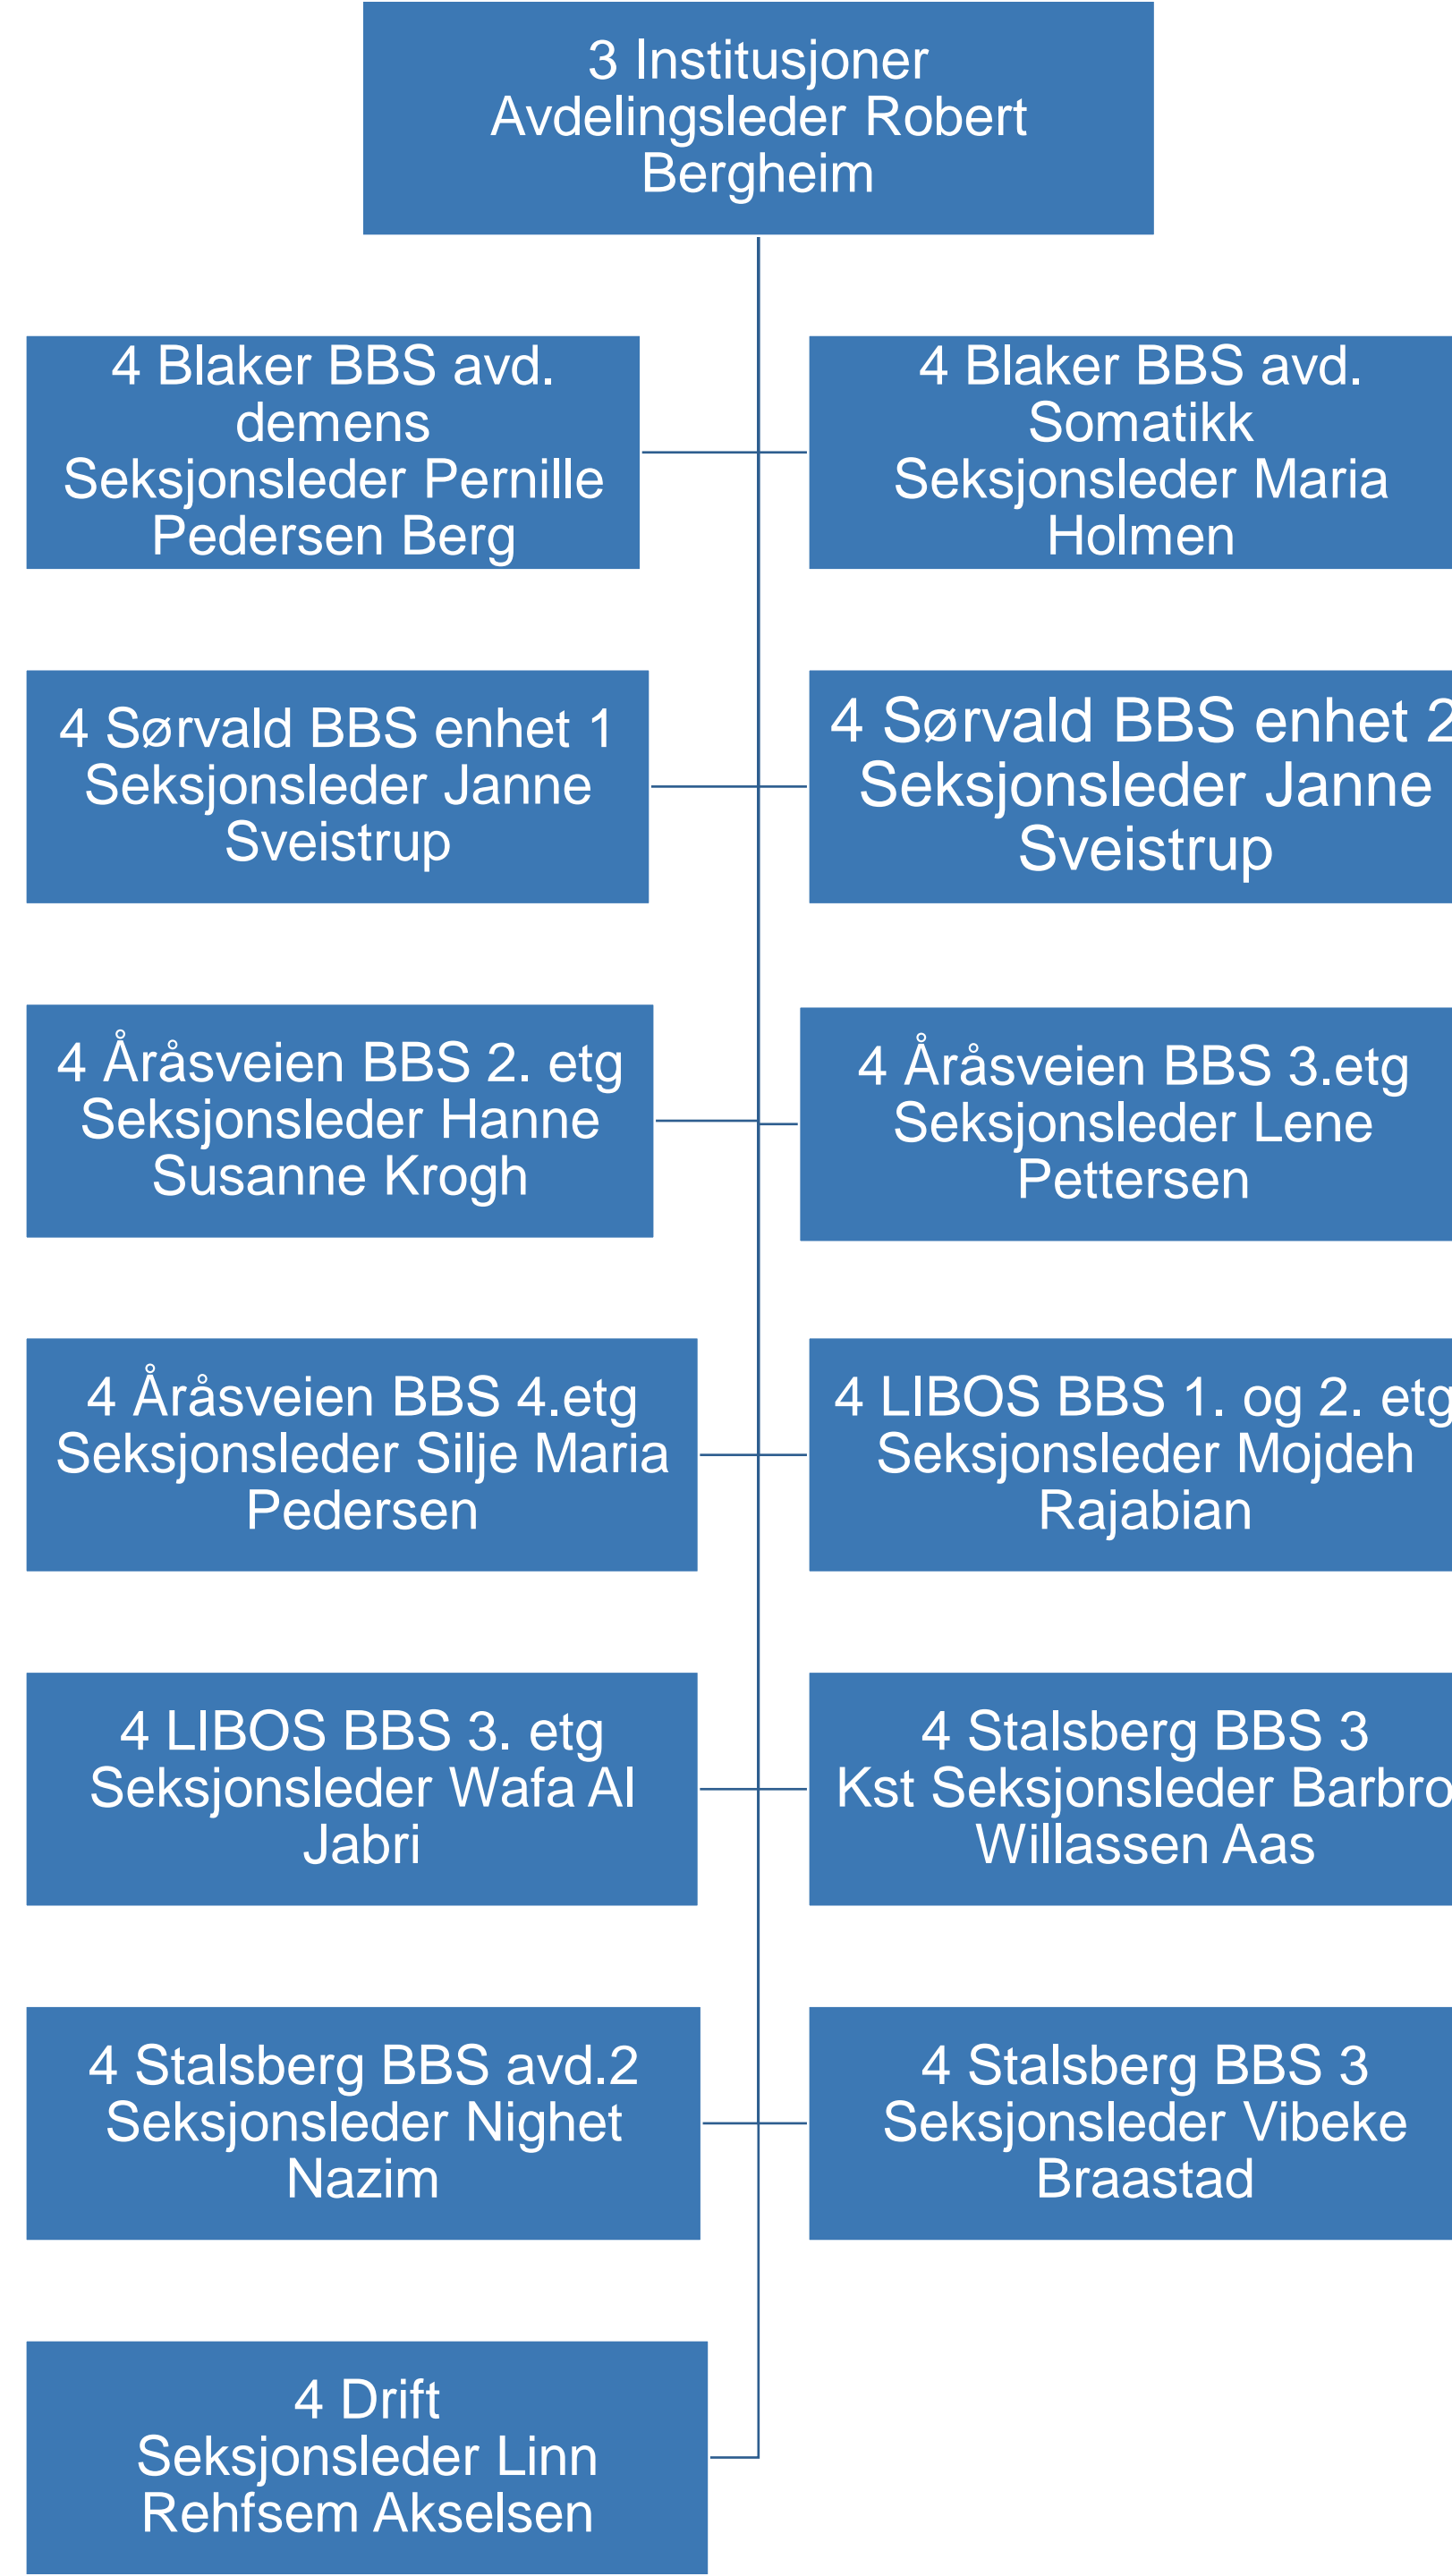 3 Institusjoner
Avdelingsleder Robert
Bergheim
4 Blaker BBS avd.
demens
Seksjonsleder Pernille
Pedersen Berg
4 Blaker BBS avd.
Somatikk
Seksjonsleder Maria
Holmen
4 Sørvald BBS enhet 1
Seksjonsleder Janne
Sveistrup
4 Sørvald BBS enhet 2
Seksjonsleder Janne
Sveistrup
4 Åråsveien BBS 2. etg
Seksjonsleder Hanne
Susanne Krogh
4 Åråsveien BBS 3.etg
Seksjonsleder Lene
Pettersen
4 Åråsveien BBS 4.etg
Seksjonsleder Silje Maria
Pedersen
4 LIBOS BBS 1. og 2. etg
Seksjonsleder Mojdeh
Rajabian
4 LIBOS BBS 3. etg
Seksjonsleder Wafa Al
Jabri
4 Stalsberg BBS 3
Kst Seksjonsleder Barbro
Willassen Aas
4 Stalsberg BBS avd.2
Seksjonsleder Nighet
Nazim
4 Stalsberg BBS 3
Seksjonsleder Vibeke
Braastad
4 Drift
Seksjonsleder Linn
Rehfsem Akselsen